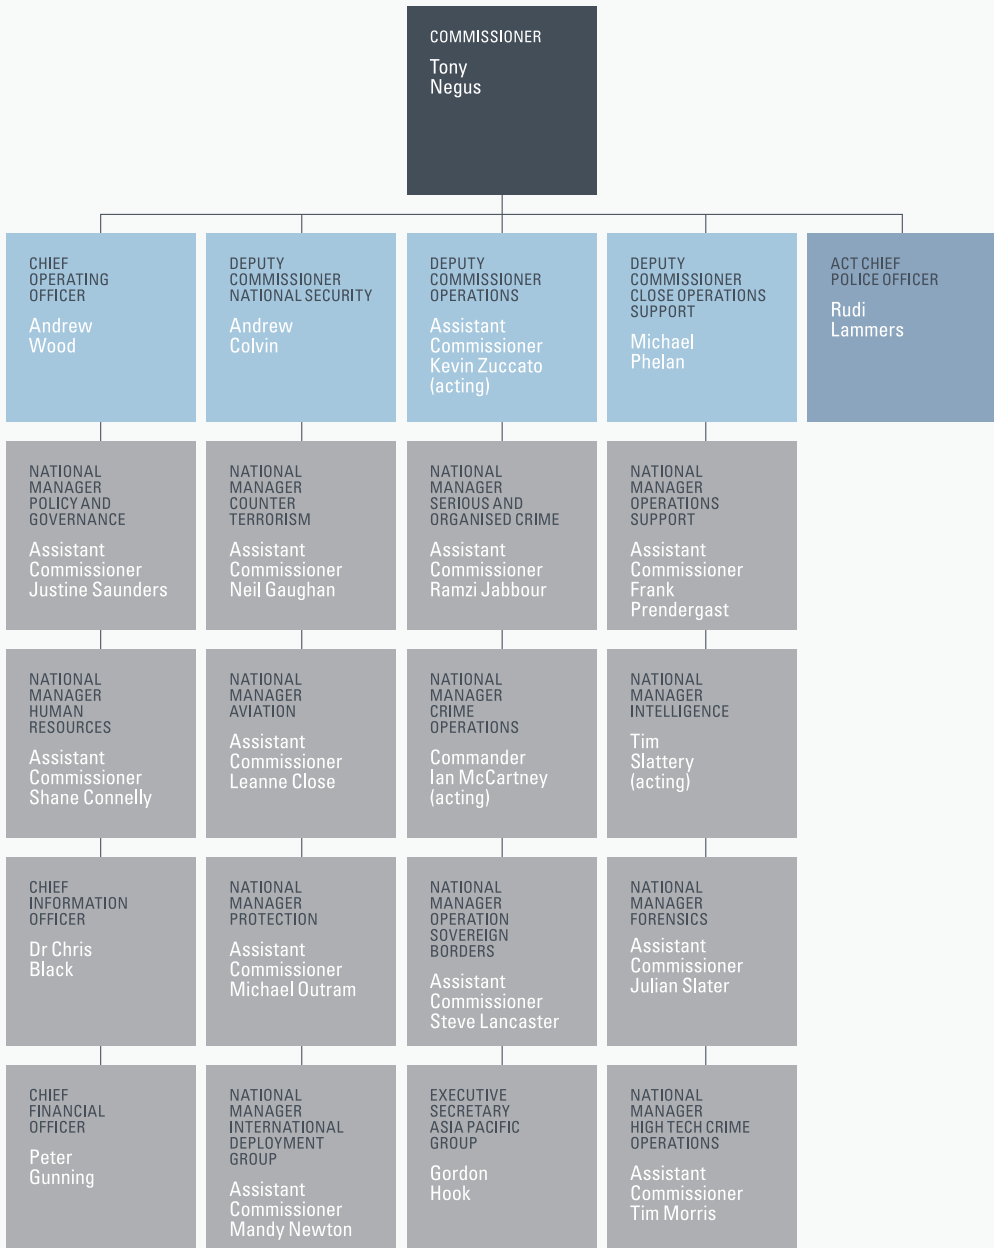 COMMISSIONER
Tony
Negus
CHIEF
OPERATING
OFFICER
Andrew
Wood
DEPUTY
COMMISSIONER
NATIONAL SECURITY
Andrew
Colvin
DEPUTY
COMMISSIONER
OPERATIONS
Assistant
Commissioner
Kevin Zuccato
(acting)
DEPUTY
COMMISSIONER
CLOSE OPERATIONS
SUPPORT
Michael
Phelan
ACT CHIEF
POLICE OFFICER
Rudi
Lammers
NATIONAL
MANAGER
POLICY AND
GOVERNANCE
Assistant
Commissioner
Justine Saunders
NATIONAL
MANAGER
COUNTER
TERRORISM
Assistant
Commissioner
Neil Gaughan
NATIONAL
MANAGER
SERIOUS AND
ORGANISED CRIME
Assistant
Commissioner
Ramzi Jabbour
NATIONAL
MANAGER
OPERATIONS
SUPPORT
Assistant
Commissioner
Frank
Prendergast
NATIONAL
MANAGER
HUMAN
RESOURCES
Assistant
Commissioner
Shane Connelly
NATIONAL
MANAGER
AVIATION
Assistant
Commissioner
Leanne Close
NATIONAL
MANAGER
CRIME
OPERATIONS
Commander
Ian McCartney
(acting)
NATIONAL
MANAGER
INTELLIGENCE
Tim
Slattery
(acting)
CHIEF
INFORMATION
OFFICER
Dr Chris
Black
NATIONAL
MANAGER
PROTECTION
Assistant
Commissioner
Michael Outram
NATIONAL
MANAGER
OPERATION
SOVEREIGN
BORDERS
Assistant
Commissioner
Steve Lancaster
NATIONAL
MANAGER
FORENSICS
Assistant
Commissioner
Julian Slater
CHIEF
FINANCIAL
OFFICER
Peter
Gunning
NATIONAL
MANAGER
INTERNATIONAL
DEPLOYMENT
GROUP
Assistant
Commissioner
Mandy Newton
EXECUTIVE
SECRETARY
ASIA PACIFIC
GROUP
Gordon
Hook
NATIONAL
MANAGER
HIGH TECH CRIME
OPERATIONS
Assistant
Commissioner
Tim Morris